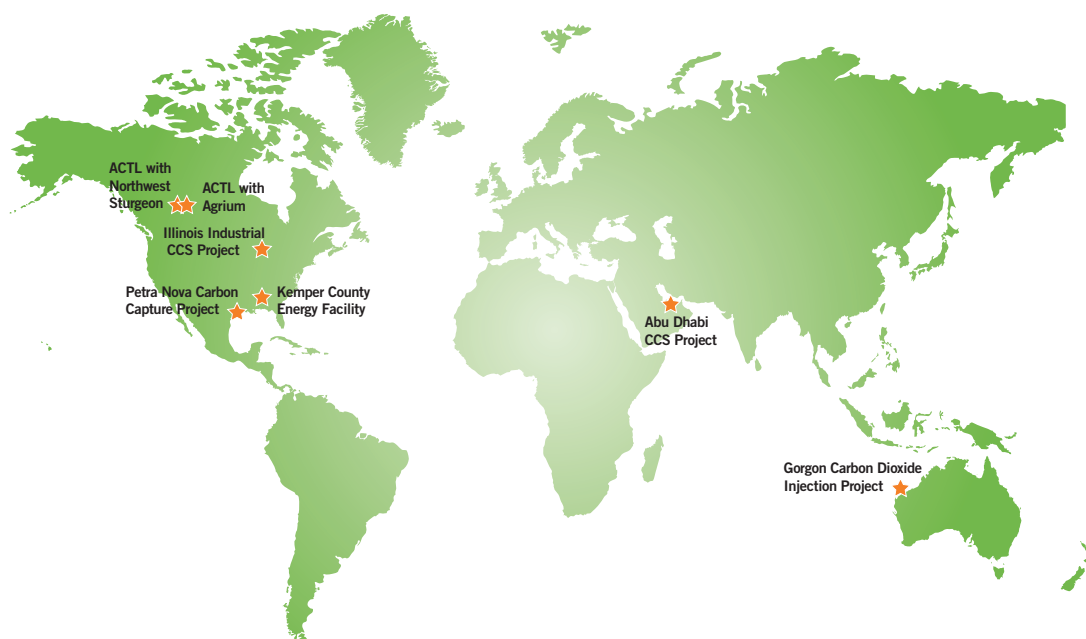 ACTL with
Northwest
Sturgeon
ACTL with
Agrium
Illinois Industrial
CCS Project
Petra Nova Carbon
Capture Project
Kemper County
Energy Facility
Abu Dhabi
CCS Project
Gorgon Carbon Dioxide
Injection Project